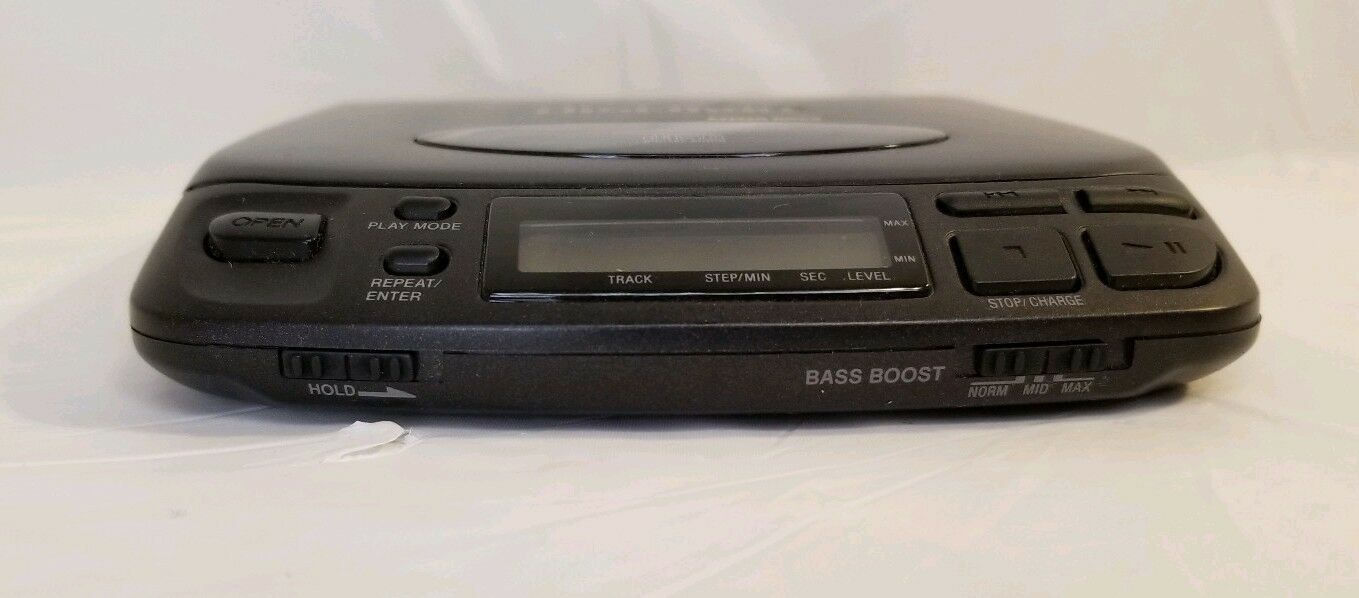 OPEN
PLAY MODE
REPEAT/
ENTER
MAX
MIN
TRACK STEP/MIN SEC LEVEL
STOP/CHARGE
HOLD
BASS BOOST
NORM MID MAX